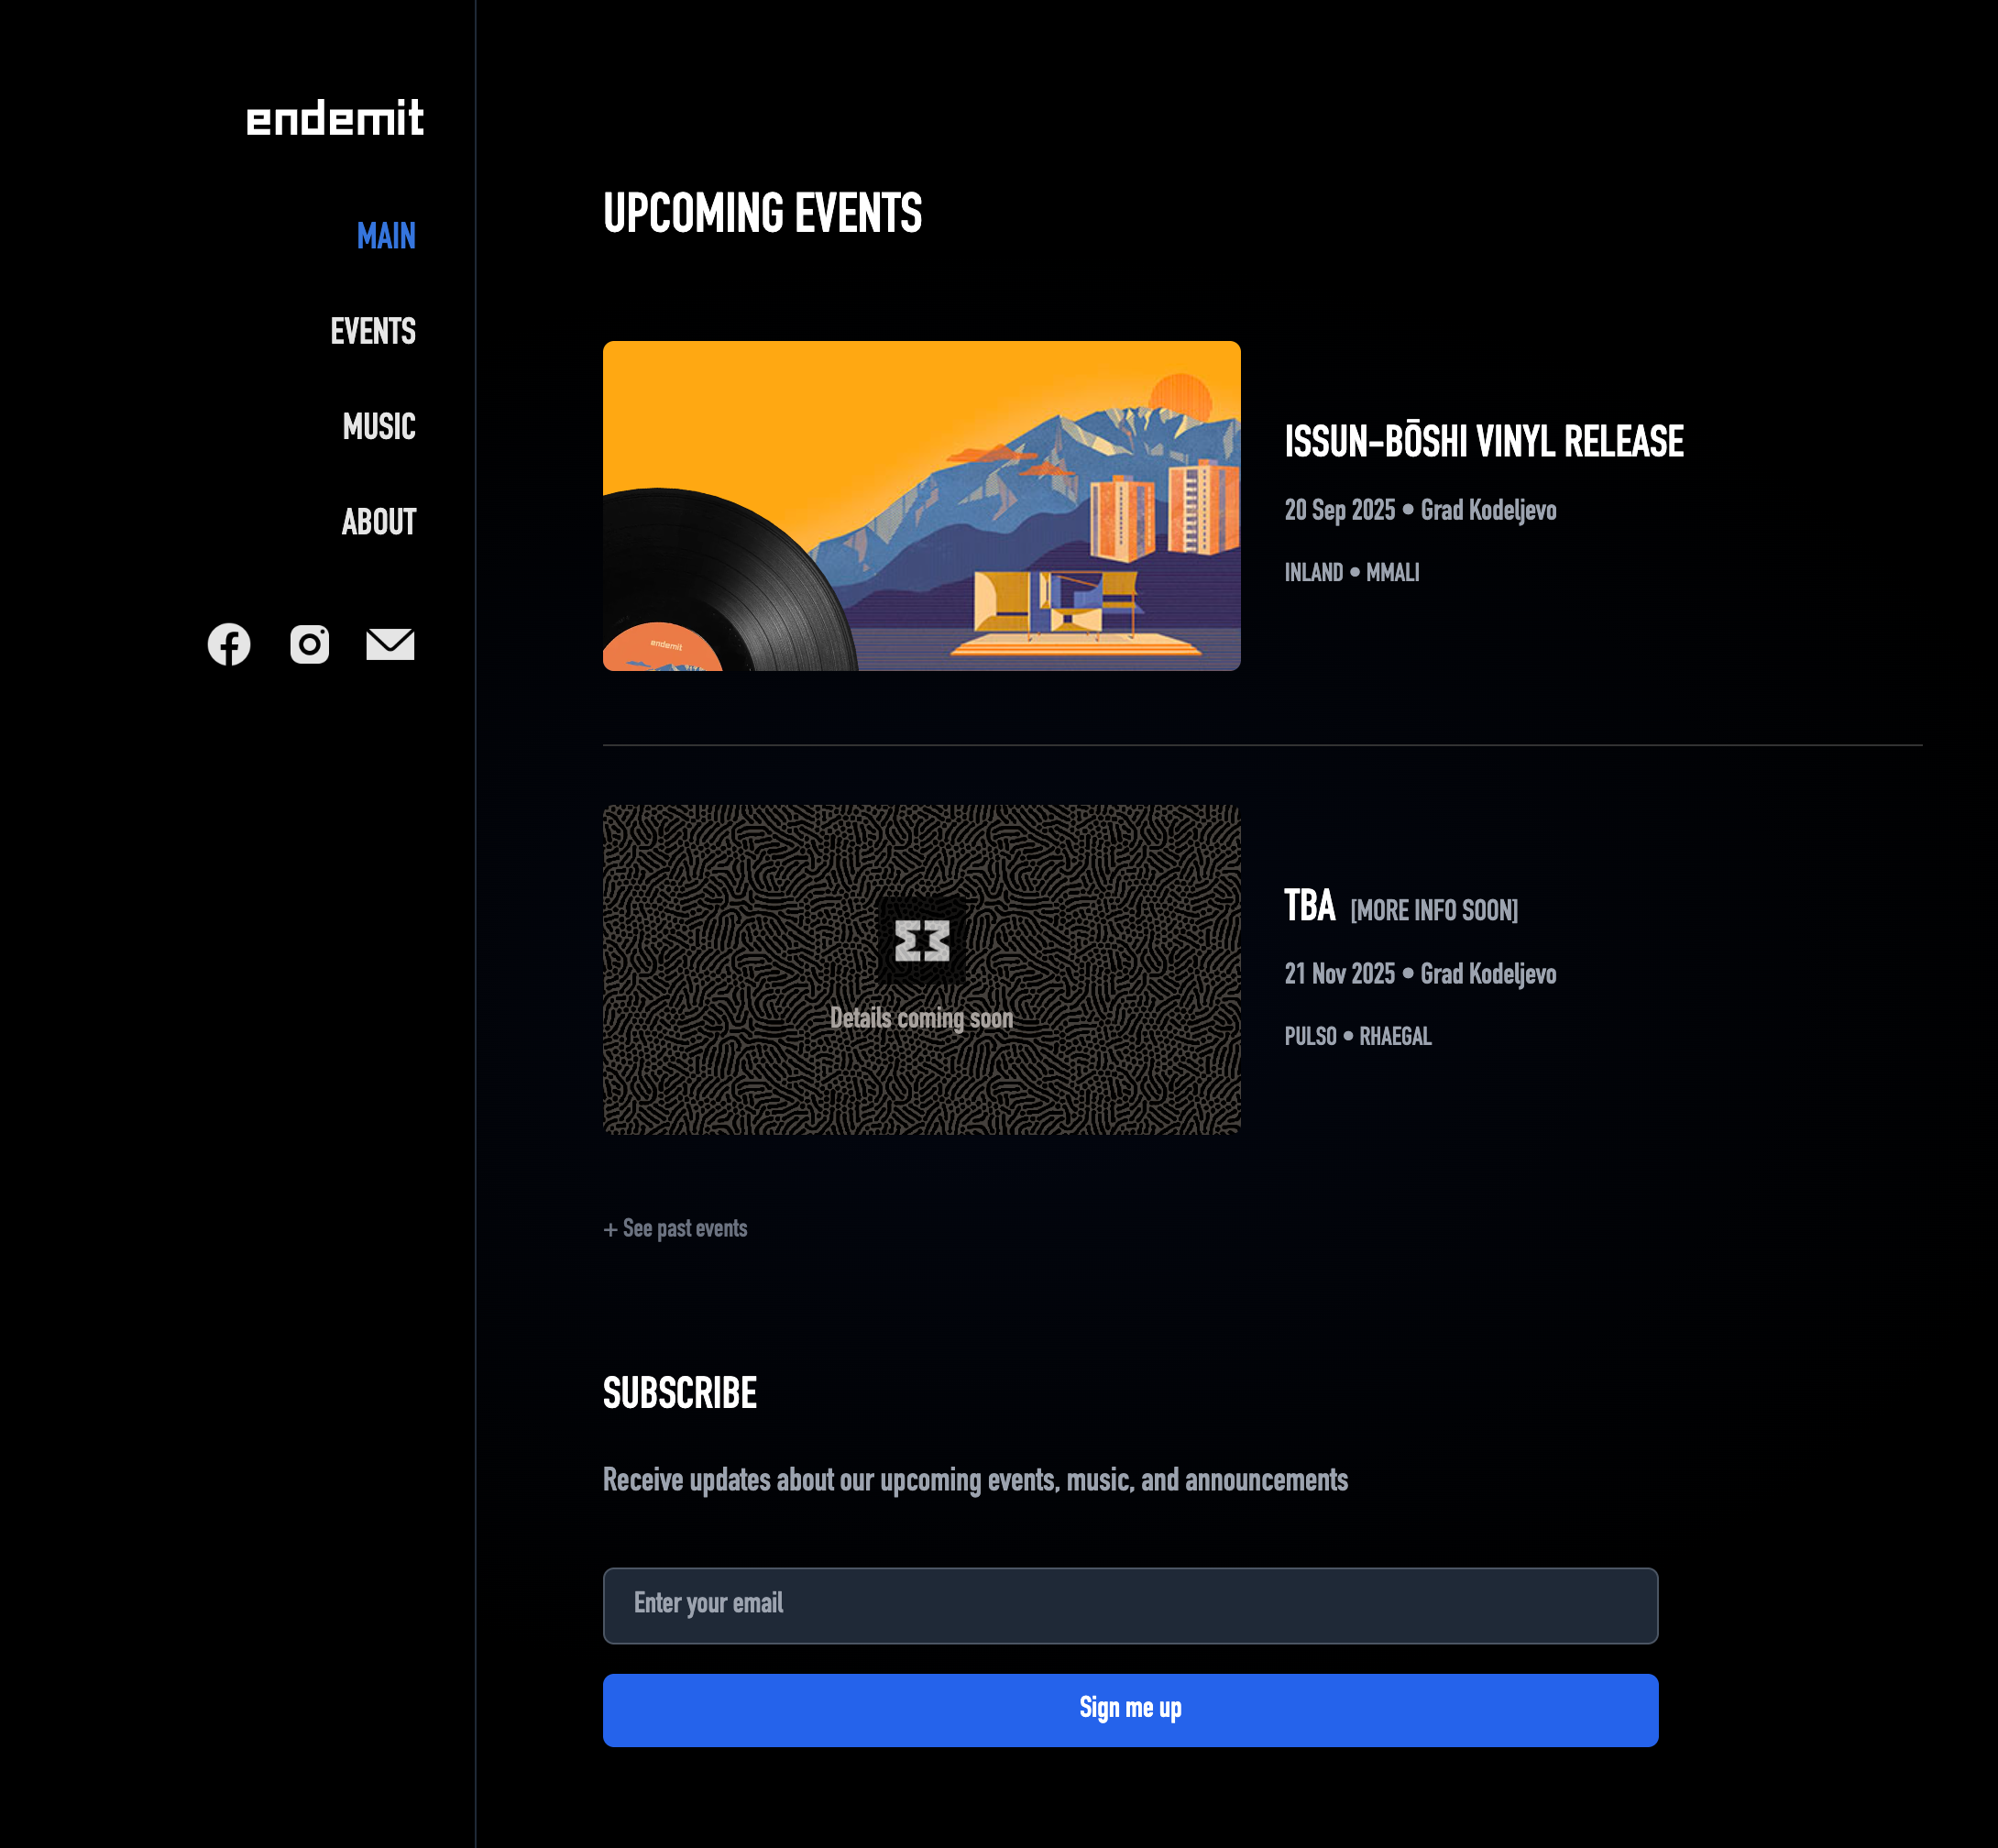 endemit
MAIN
EVENTS
MUSIC
ABOUT
UPCOMING EVENTS
endemit
ISSUN-BŌSHI VINYL RELEASE
20 Sep 2025 • Grad Kodeljevo
INLAND • MMALI
Details coming soon
TBA [MORE INFO SOON]
21 Nov 2025 • Grad Kodeljevo
PULSO • RHAEGAL
+ See past events
SUBSCRIBE
Receive updates about our upcoming events, music, and announcements
Enter your email
Sign me up